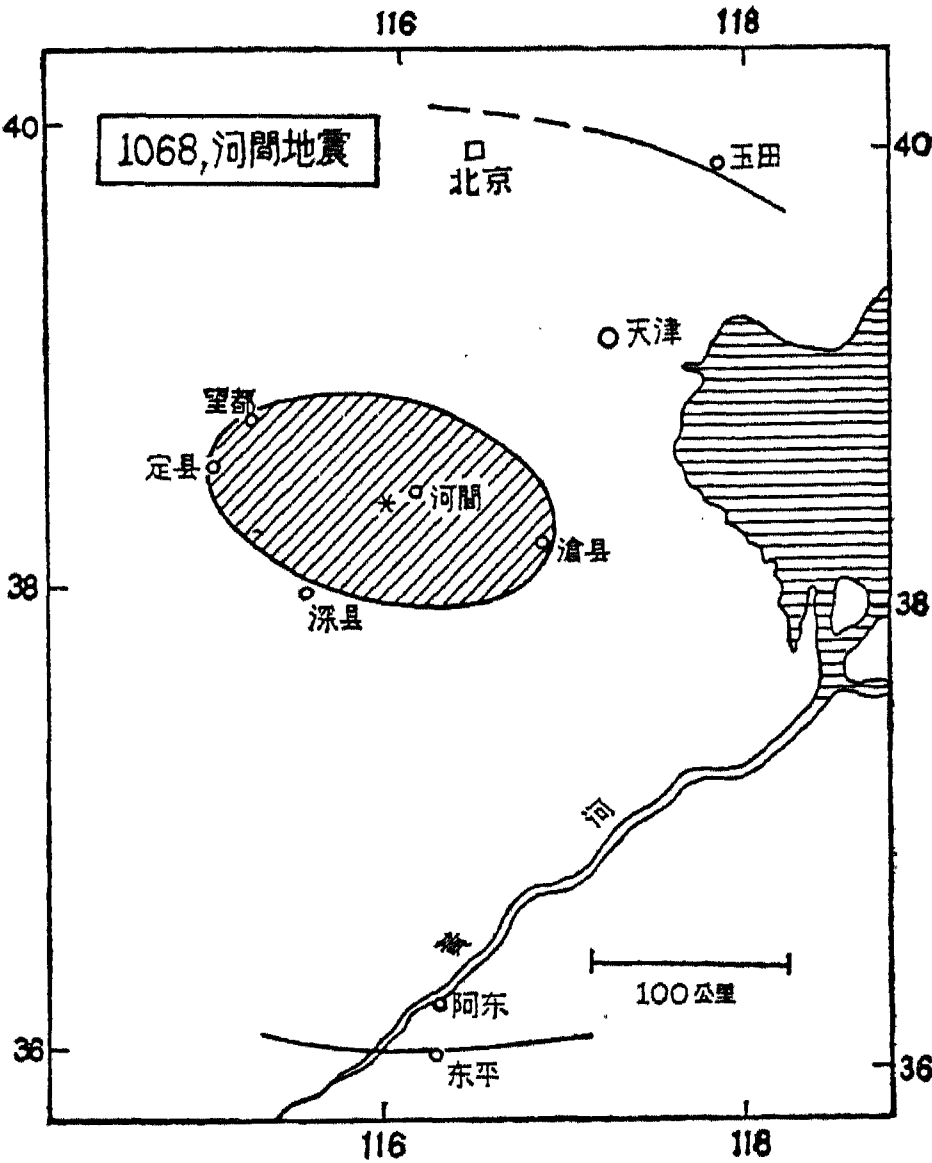 116 118
40 40
1068,河間地震
玉田
北京
天津
望都
定县
河間
滄县
38 38
深县
河
黄
100公里
阿东
36 36
东平
116 118